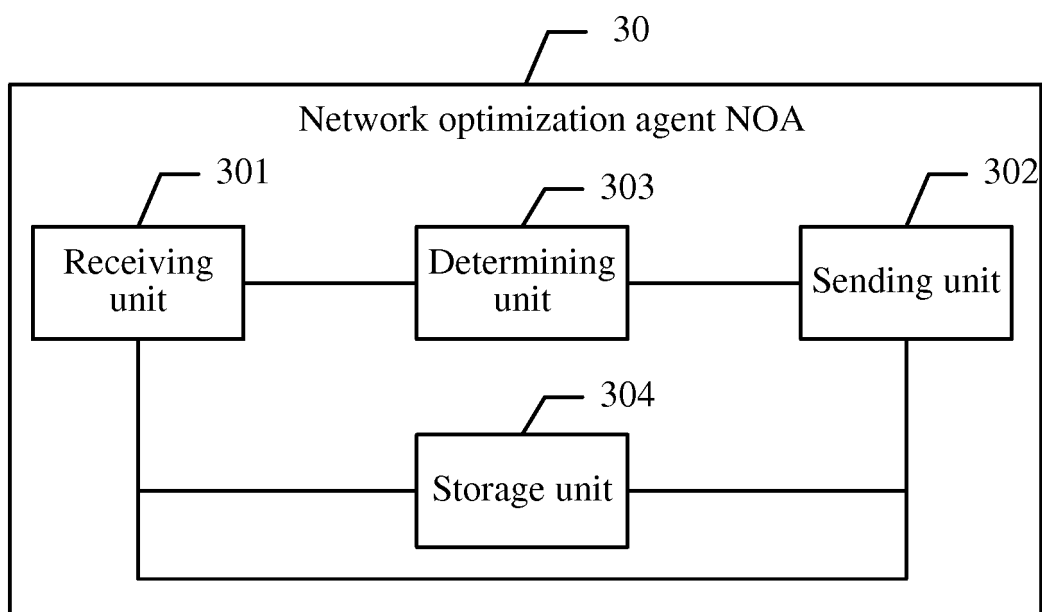 30
Network optimization agent NOA
301
303
302
Receiving
unit
Determining
unit
Sending unit
304
Storage unit